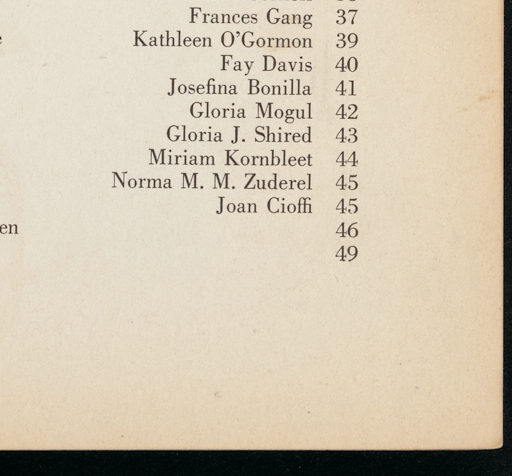 Frances Gang 37
Kathleen O'Gormon 39
Fay Davis 40
Josefina Bonilla 41
Gloria Mogul 42
Gloria J. Shired 43
Miriam Kornbleet 44
Norma M. M. Zuderel 45
Joan Cioffi 45
en 46
49